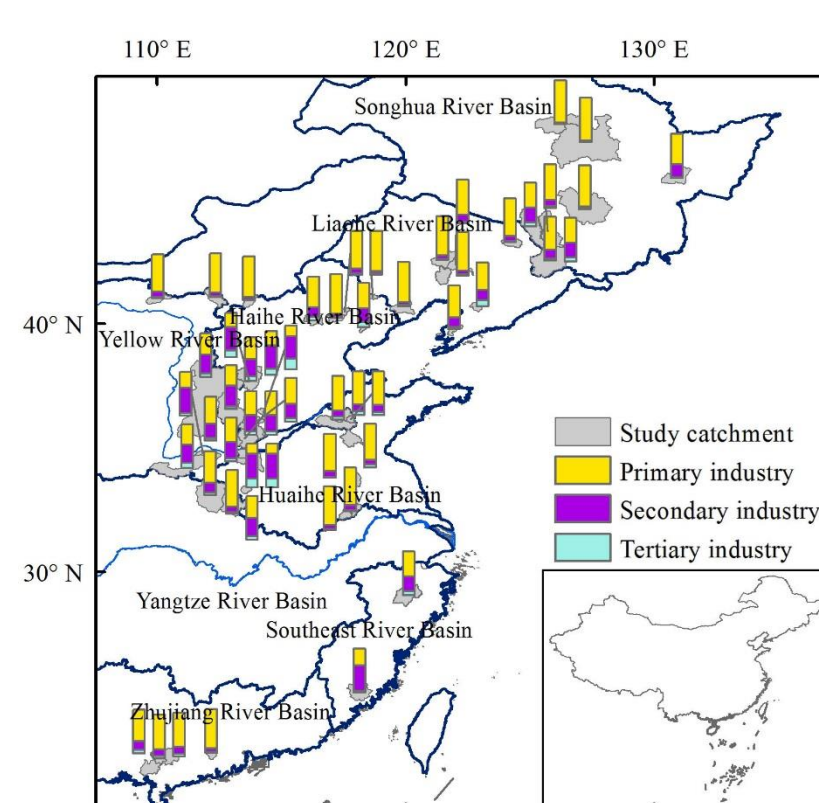 110° E
120° E
130° E
Songhua River Basin
Liaohe River Basin
40° N
Haihe River Basin
Yellow River Basin
Study catchment
Primary industry
Secondary industry
Tertiary industry
Huaihe River Basin
30° N
Yangtze River Basin
Southeast River Basin
Zhujiang River Basin